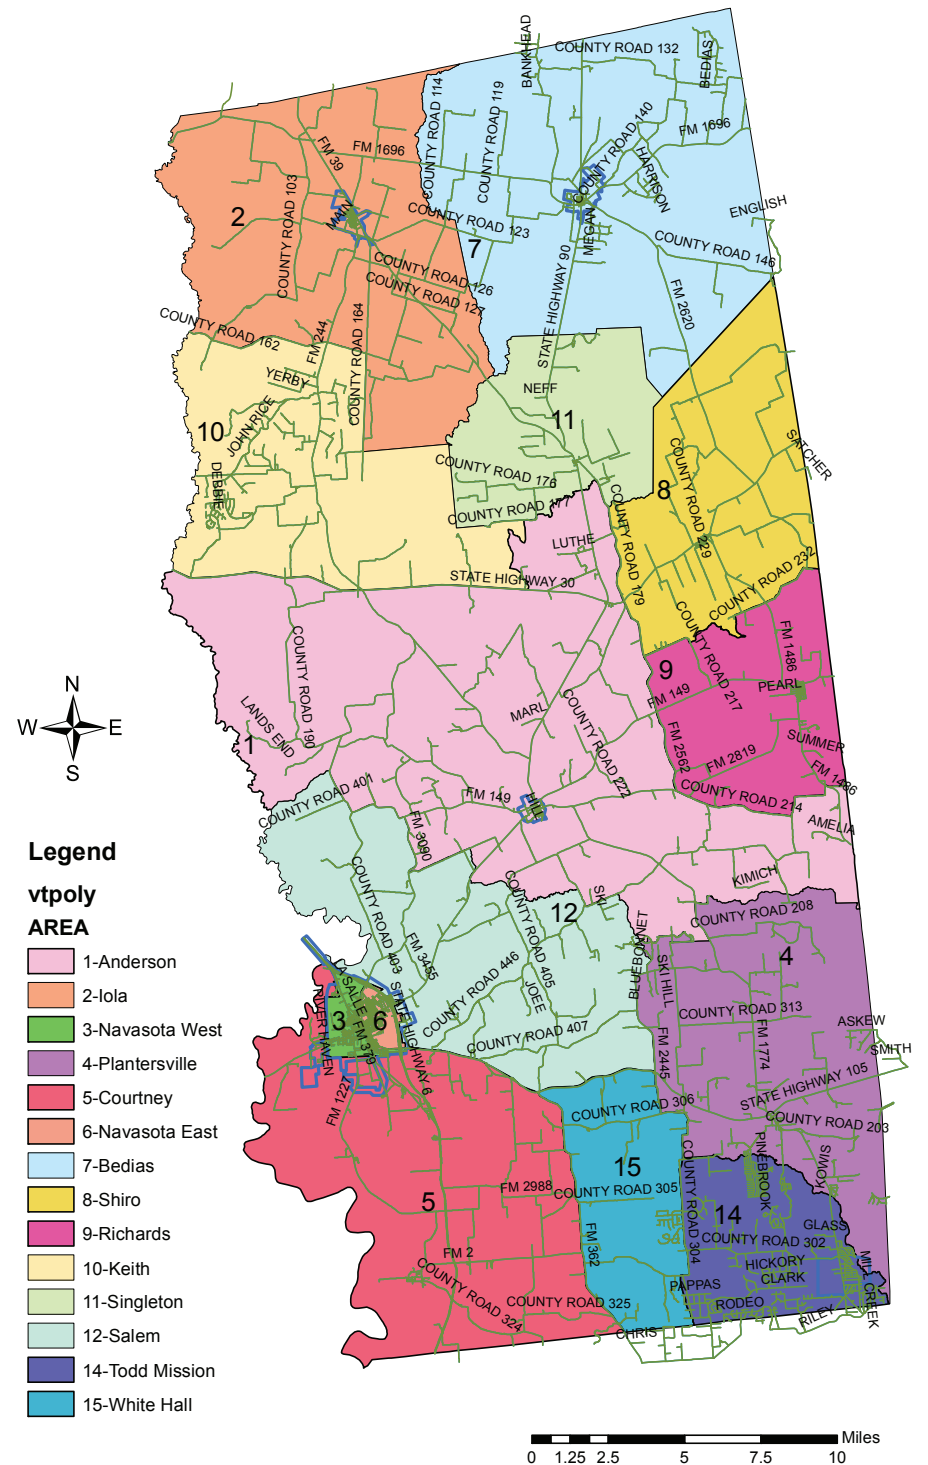 BANKHEAD
COUNTY ROAD 132
BEDIAS
COUNTY ROAD 114
COUNTY ROAD 119
COUNTY ROAD 140
FM 1696
FM 39
FM 1696
HARRISON
COUNTY ROAD 103
2
MAIN
COUNTY ROAD 123
7
MEGAN
ENGLISH
COUNTY ROAD 146
COUNTY ROAD 126
COUNTY ROAD 127
STATE HIGHWAY 90
FM 2620
COUNTY ROAD 162
FM 244
COUNTY ROAD 164
YERBY
NEFF
JOHN RICE
10
11
DEBBIE
COUNTY ROAD 176
COUNTY ROAD 177
8
COUNTY ROAD 229
SATCHER
LUTHE
COUNTY ROAD 179
STATE HIGHWAY 30
COUNTY ROAD 232
COUNTY ROAD 190
COUNTY ROAD 217
FM 1486
9
PEARL
FM 149
LANDS END
1
MARL
COUNTY ROAD 222
FM 2562
FM 2819
SUMMER
FM 1486
N
W
E
S
COUNTY ROAD 401
FM 149
HILL
COUNTY ROAD 214
AMELIA
FM 3090
KIMICH
COUNTY ROAD 403
COUNTY ROAD 405
SKI
12
COUNTY ROAD 208
BLUEBONNET
FM 3455
COUNTY ROAD 446
JOEE
SKI HILL
4
LA SALLE
STATE HIGHWAY 6
RIVER HAVEN
3
FM 379
6
COUNTY ROAD 407
COUNTY ROAD 313
FM 1774
ASKEW
SMITH
FM 2445
FM 1227
COUNTY ROAD 306
STATE HIGHWAY 105
COUNTY ROAD 203
PINEBROOK
KOWIS
15
5
FM 2988
COUNTY ROAD 305
COUNTY ROAD 304
14
GLASS
COUNTY ROAD 302
FM 362
FM 2
HICKORY
CLARK
MILL CREEK
COUNTY ROAD 324
COUNTY ROAD 325
PAPPAS
RODEO
RILEY
CHRIS
Legend
vtpoly
AREA
1-Anderson
2-Iola
3-Navasota West
4-Plantersville
5-Courtney
6-Navasota East
7-Bedias
8-Shiro
9-Richards
10-Keith
11-Singleton
12-Salem
14-Todd Mission
15-White Hall
Miles
0 1.25 2.5 5 7.5 10